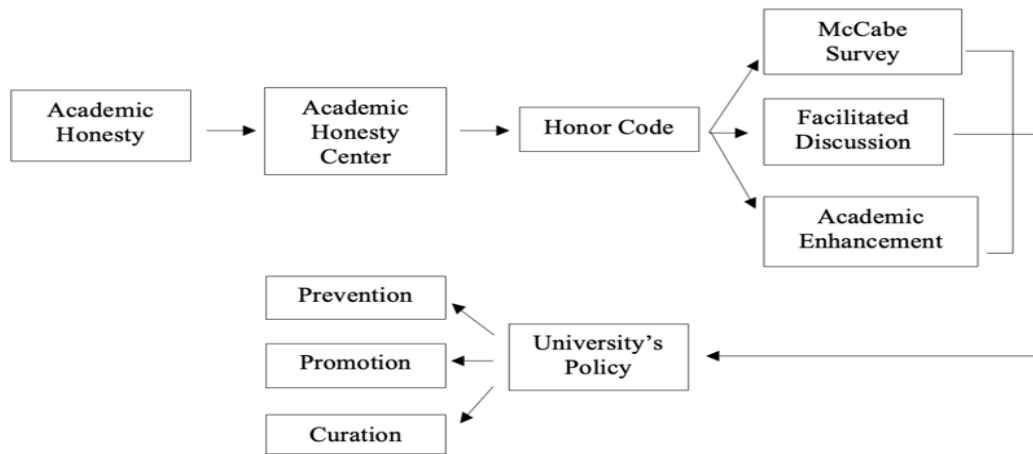 Academic
Honesty
Academic
Honesty
Center
Honor Code
McCabe
Survey
Facilitated
Discussion
Academic
Enhancement
Prevention
Promotion
Curation
University’s
Policy